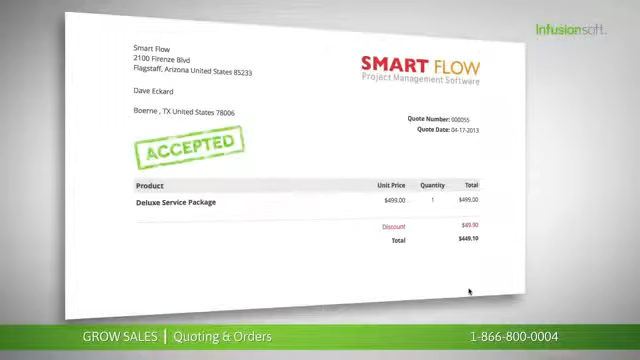 Infusionsoft.
Smart Flow
2100 Firenze Blvd
Flagstaff, Arizona United States 85233
Dave Eckard
Boerne , TX United States 78006
SMART FLOW
Project Management Software
Quote Number: 000055
Quote Date: 04-17-2013
ACCEPTED
Product Unit Price Quantity Total
Deluxe Service Package $499.00 1 $499.00
Discount $49.90
Total $449.10
GROW SALES | Quoting & Orders 1-866-800-0004